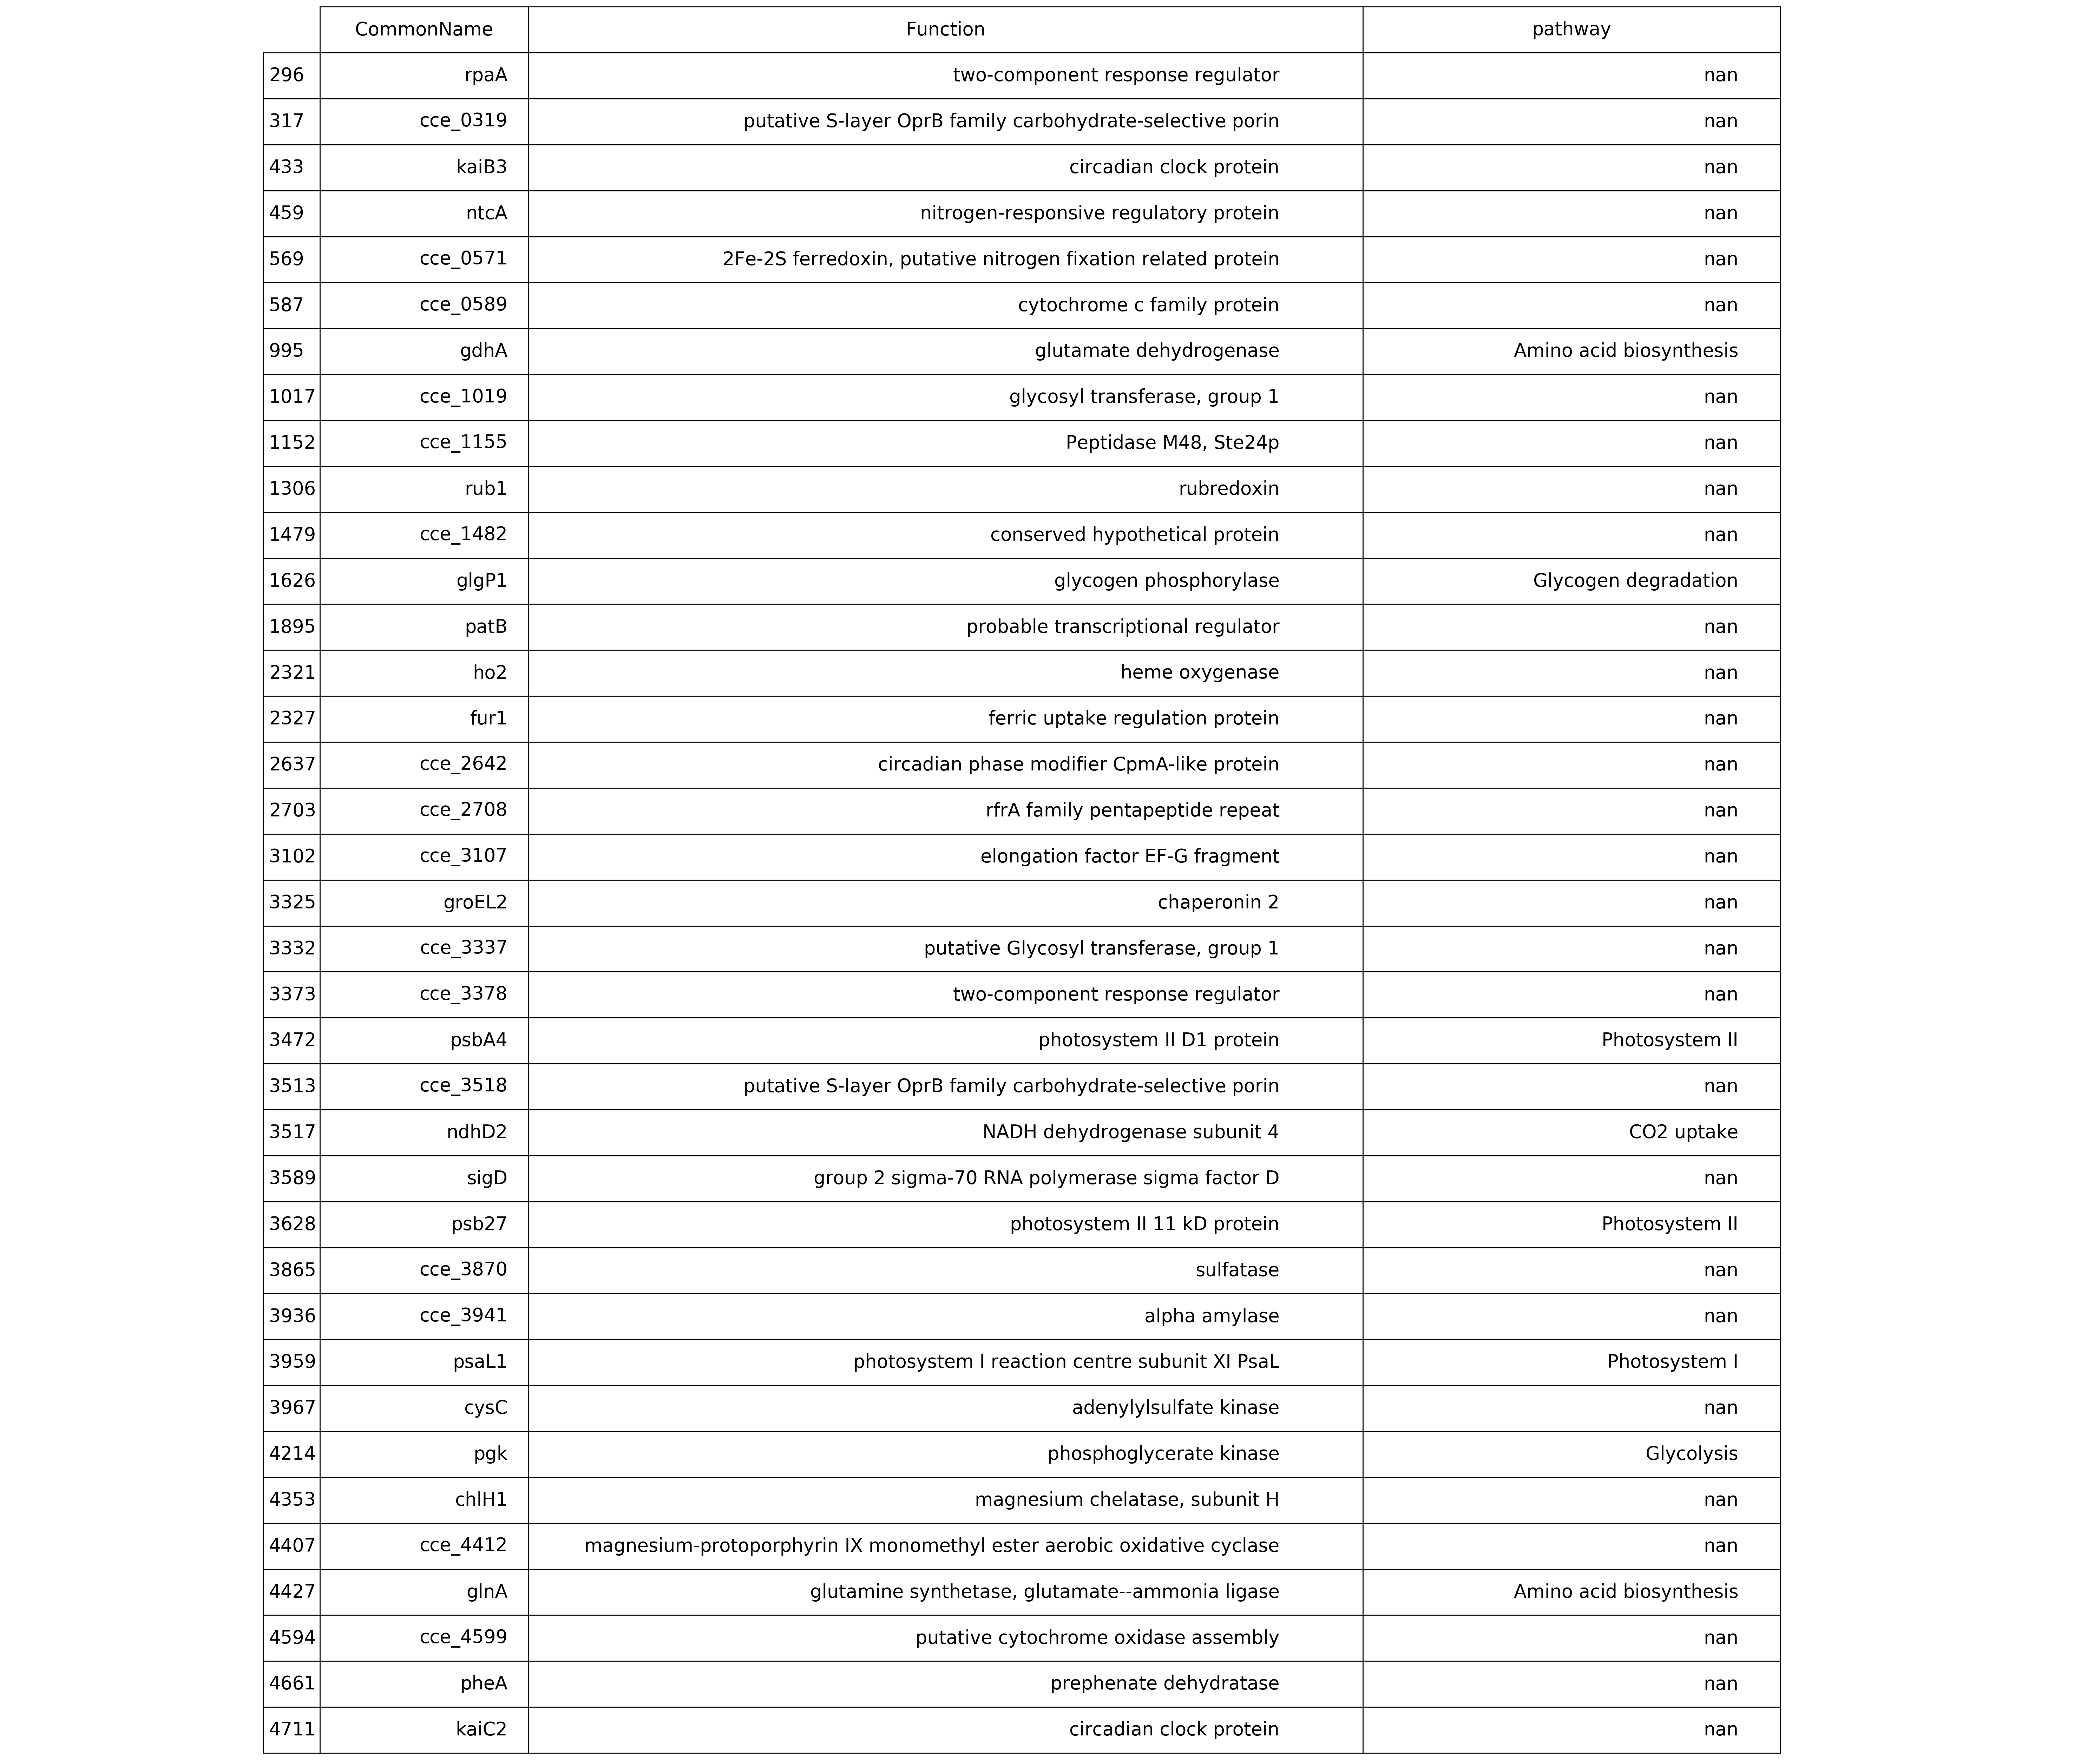 CommonName Function pathway
296 rpaA two-component response regulator nan
317 cce_0319 putative S-layer OprB family carbohydrate-selective porin nan
433 kaiB3 circadian clock protein nan
459 ntcA nitrogen-responsive regulatory protein nan
569 cce_0571 2Fe-2S ferredoxin, putative nitrogen fixation related protein nan
587 cce_0589 cytochrome c family protein nan
995 gdhA glutamate dehydrogenase Amino acid biosynthesis
1017 cce_1019 glycosyl transferase, group 1 nan
1152 cce_1155 Peptidase M48, Ste24p nan
1306 rub1 rubredoxin nan
1479 cce_1482 conserved hypothetical protein nan
1626 glgP1 glycogen phosphorylase Glycogen degradation
1895 patB probable transcriptional regulator nan
2321 ho2 heme oxygenase nan
2327 fur1 ferric uptake regulation protein nan
2637 cce_2642 circadian phase modifier CpmA-like protein nan
2703 cce_2708 rfrA family pentapeptide repeat nan
3102 cce_3107 elongation factor EF-G fragment nan
3325 groEL2 chaperonin 2 nan
3332 cce_3337 putative Glycosyl transferase, group 1 nan
3373 cce_3378 two-component response regulator nan
3472 psbA4 photosystem II D1 protein Photosystem II
3513 cce_3518 putative S-layer OprB family carbohydrate-selective porin nan
3517 ndhD2 NADH dehydrogenase subunit 4 CO2 uptake
3589 sigD group 2 sigma-70 RNA polymerase sigma factor D nan
3628 psb27 photosystem II 11 kD protein Photosystem II
3865 cce_3870 sulfatase nan
3936 cce_3941 alpha amylase nan
3959 psaL1 photosystem I reaction centre subunit XI PsaL Photosystem I
3967 cysC adenylylsulfate kinase nan
4214 pgk phosphoglycerate kinase Glycolysis
4353 chlH1 magnesium chelatase, subunit H nan
4407 cce_4412 magnesium-protoporphyrin IX monomethyl ester aerobic oxidative cyclase nan
4427 glnA glutamine synthetase, glutamate--ammonia ligase Amino acid biosynthesis
4594 cce_4599 putative cytochrome oxidase assembly nan
4661 pheA prephenate dehydratase nan
4711 kaiC2 circadian clock protein nan